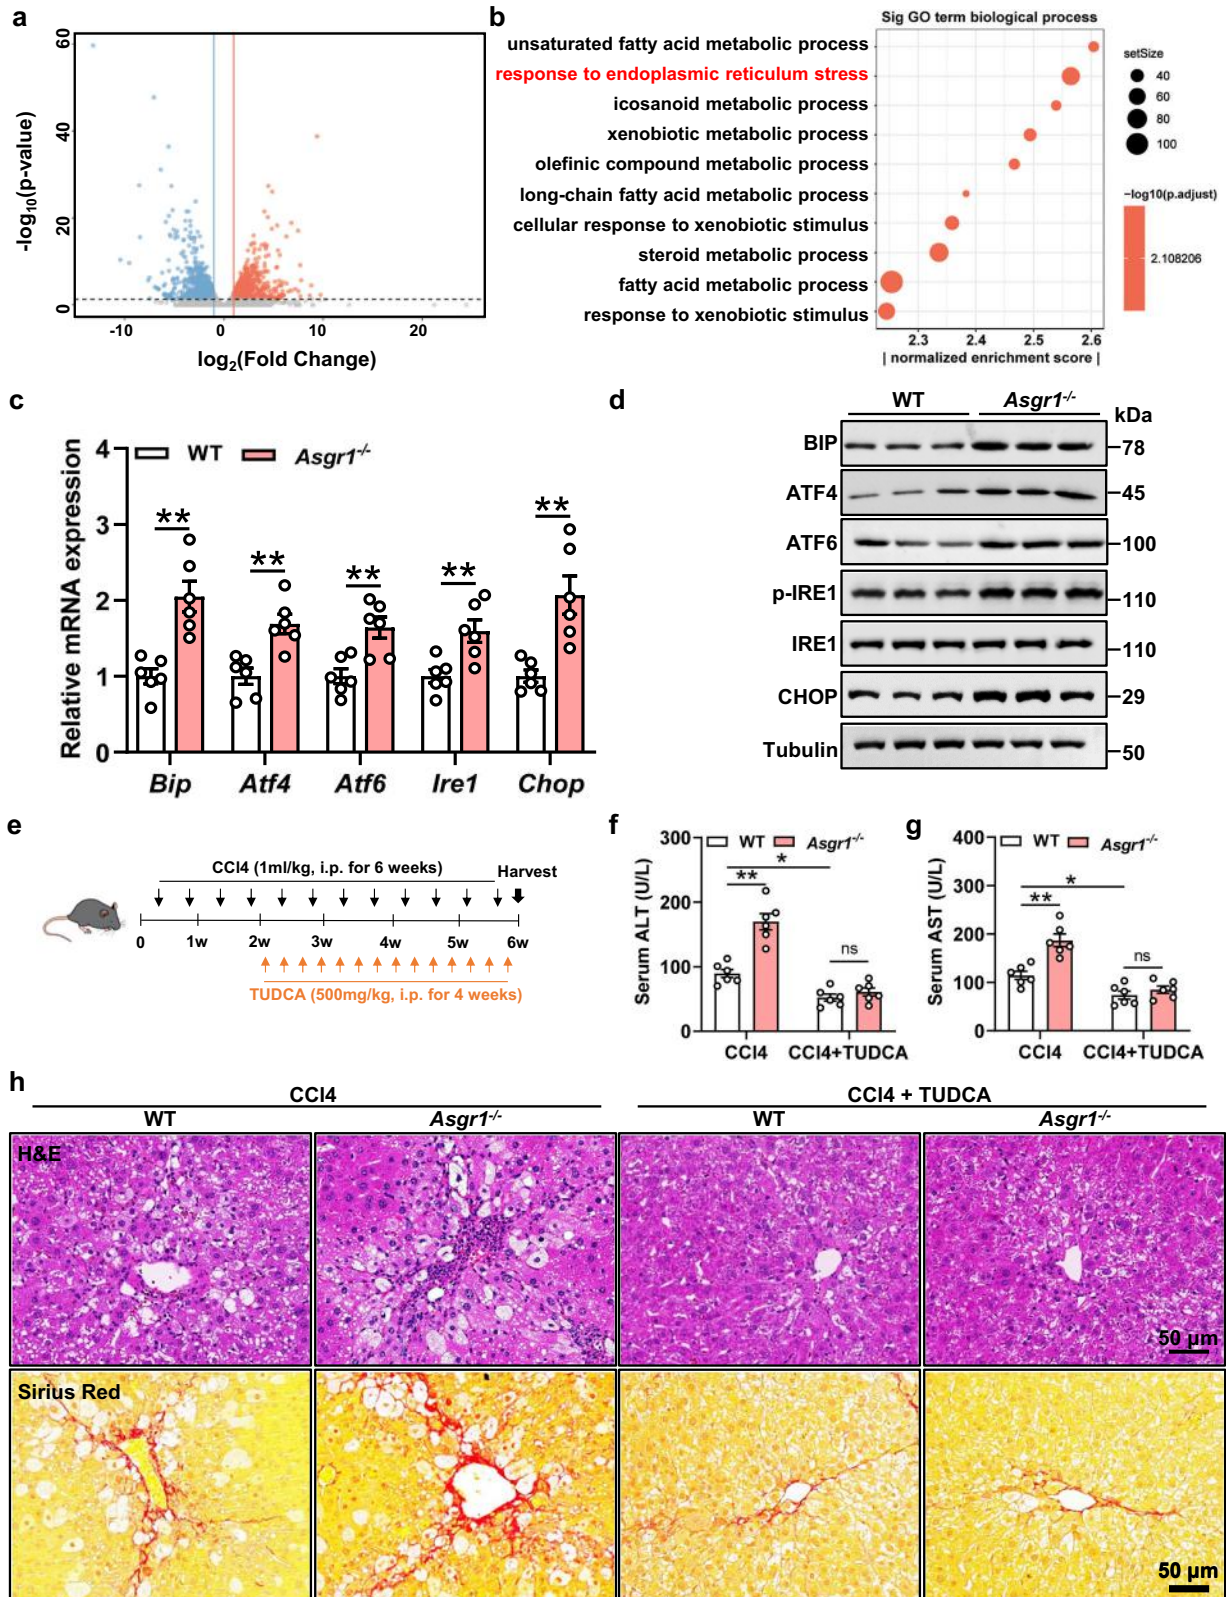 a
60
40
20
0
-log10(p-value)
-10
0
10
20
log2(Fold Change)
b
Sig GO term biological process
unsaturated fatty acid metabolic process
response to endoplasmic reticulum stress
icosanoid metabolic process
xenobiotic metabolic process
olefinic compound metabolic process
long-chain fatty acid metabolic process
cellular response to xenobiotic stimulus
steroid metabolic process
fatty acid metabolic process
response to xenobiotic stimulus
2.3
2.4
2.5
2.6
| normalized enrichment score |
setSize
40
60
80
100
−log10(p.adjust)
2.108206
c
WT
Asgr1-/-
Relative mRNA expression
4
3
2
1
0
**
**
**
**
**
Bip
Atf4
Atf6
Ire1
Chop
d
WT
Asgr1-/-
kDa
BIP
78
ATF4
45
ATF6
100
p-IRE1
110
IRE1
110
CHOP
29
Tubulin
50
e
CCl4 (1ml/kg, i.p. for 6 weeks)
Harvest
0
1w
2w
3w
4w
5w
6w
TUDCA (500mg/kg, i.p. for 4 weeks)
f
WT
Asgr1-/-
Serum ALT (U/L)
300
200
100
0
*
**
ns
CCl4
CCl4+TUDCA
g
WT
Asgr1-/-
Serum AST (U/L)
400
300
200
100
0
*
**
ns
CCl4
CCl4+TUDCA
h
CCl4
CCl4 + TUDCA
WT
Asgr1-/-
WT
Asgr1-/-
H&E
50 μm
Sirius Red
50 μm